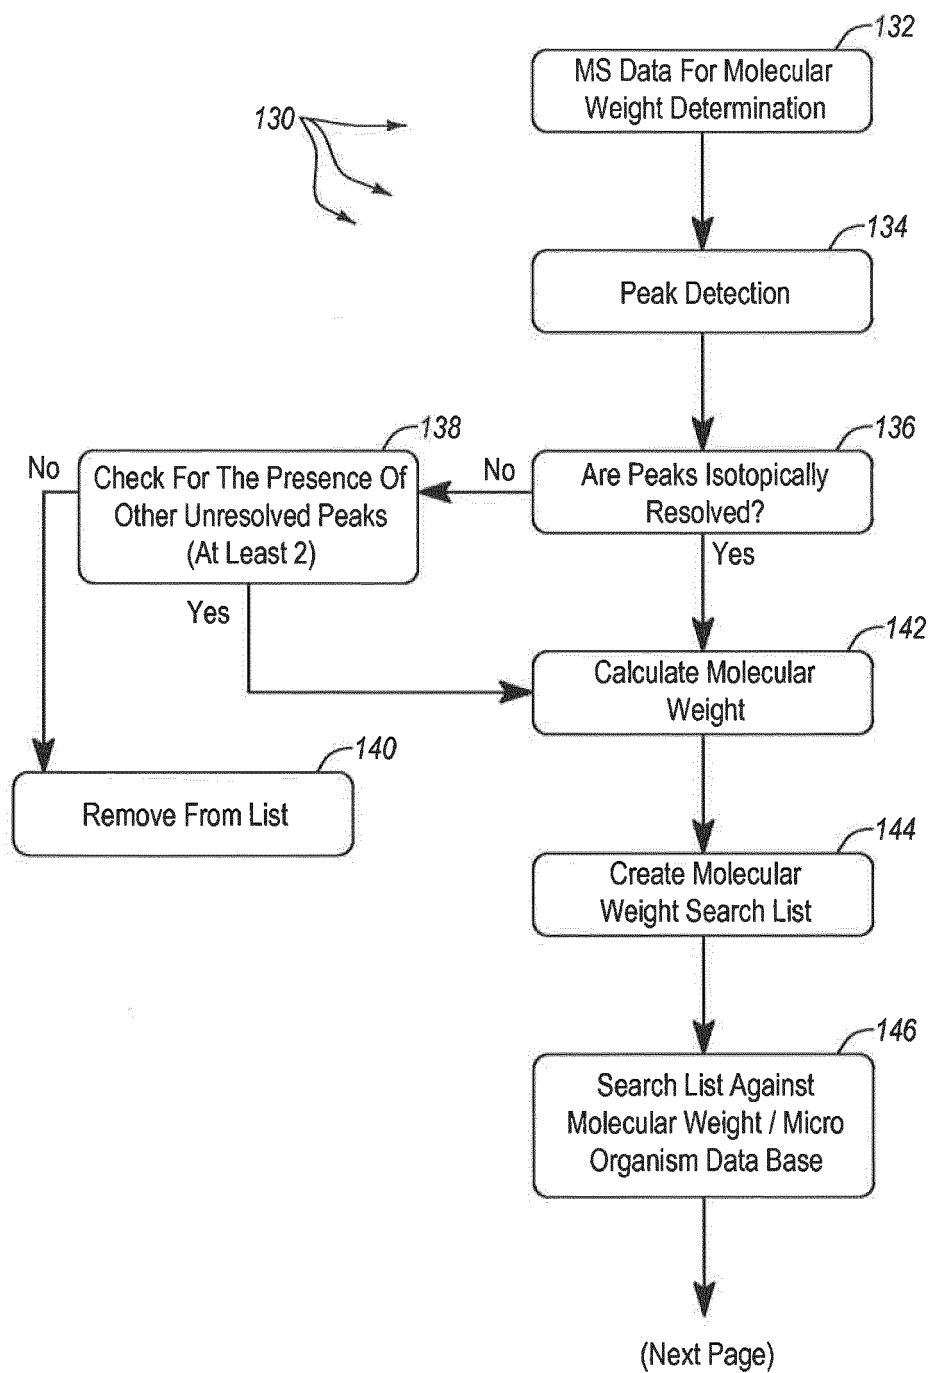 132
MS Data For Molecular
Weight Determination
130
134
Peak Detection
138
136
No
Check For The Presence Of
Other Unresolved Peaks
(At Least 2)
No
Are Peaks Isotopically
Resolved?
Yes
Yes
142
Calculate Molecular
Weight
140
Remove From List
144
Create Molecular
Weight Search List
146
Search List Against
Molecular Weight / Micro
Organism Data Base
(Next Page)